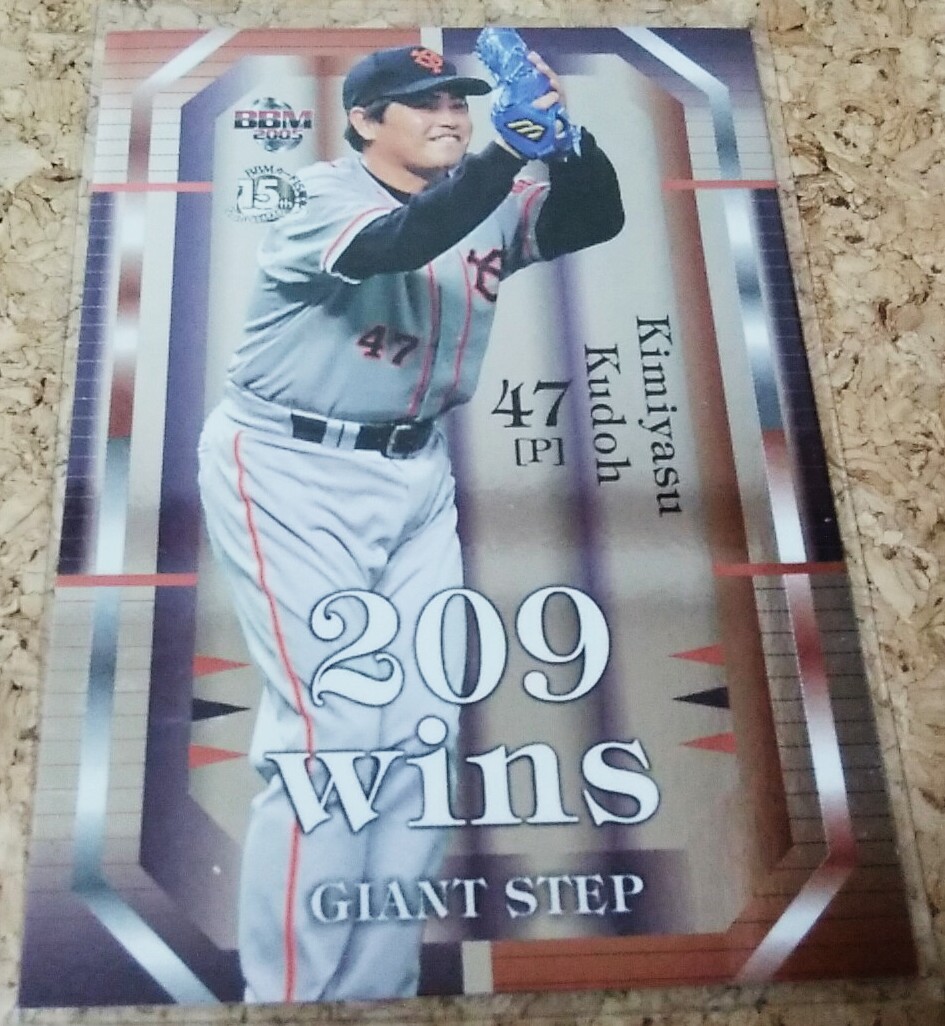 BBM
2005
15th
47
Kimiyasu
Kudoh
47
[P]
209
wins
GIANT STEP